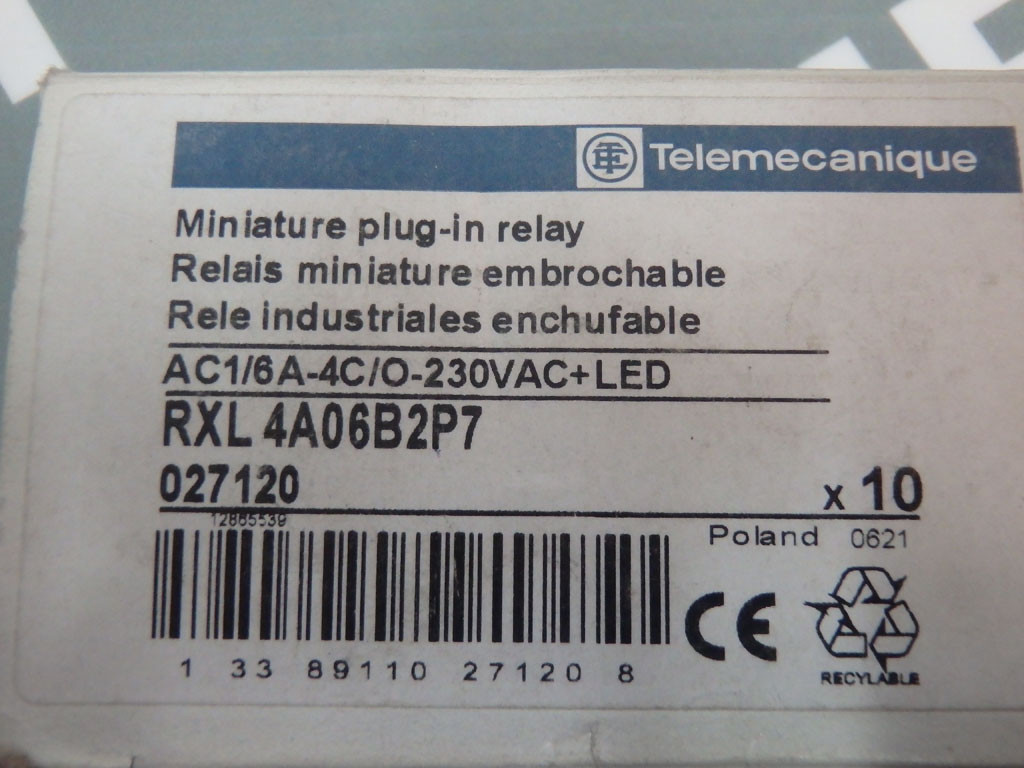 Telemecanique
Miniature plug-in relay
Relais miniature embrochable
Rele industriales enchufable
AC1/6A-4C/O-230VAC+LED
RXL 4A06B2P7
027120 x 10
12865539
Poland 0621
1 33 89110 27120 8
CE
RECYLABLE